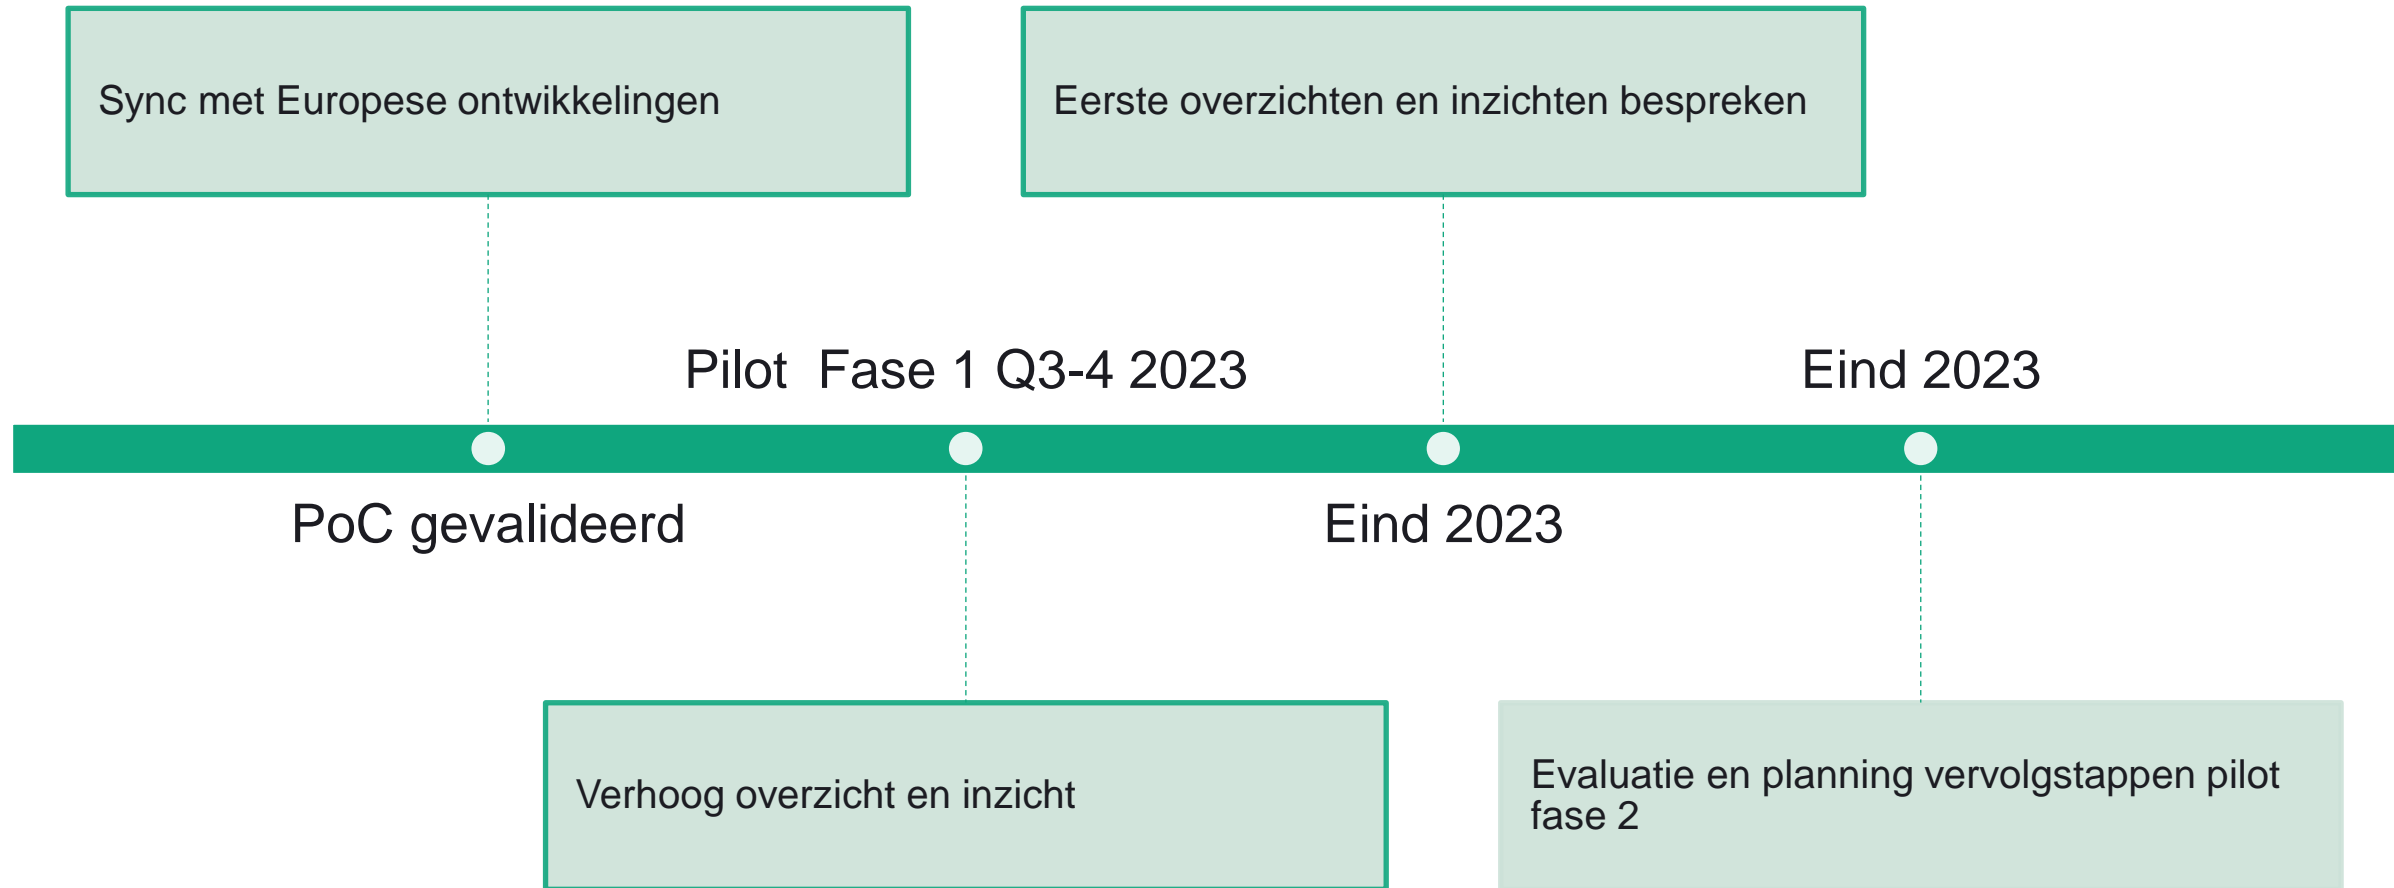 Sync met Europese ontwikkelingen
Eerste overzichten en inzichten bespreken
Pilot  Fase 1 Q3-4 2023
Eind 2023
PoC gevalideerd
Eind 2023
Verhoog overzicht en inzicht
Evaluatie en planning vervolgstappen pilot
fase 2